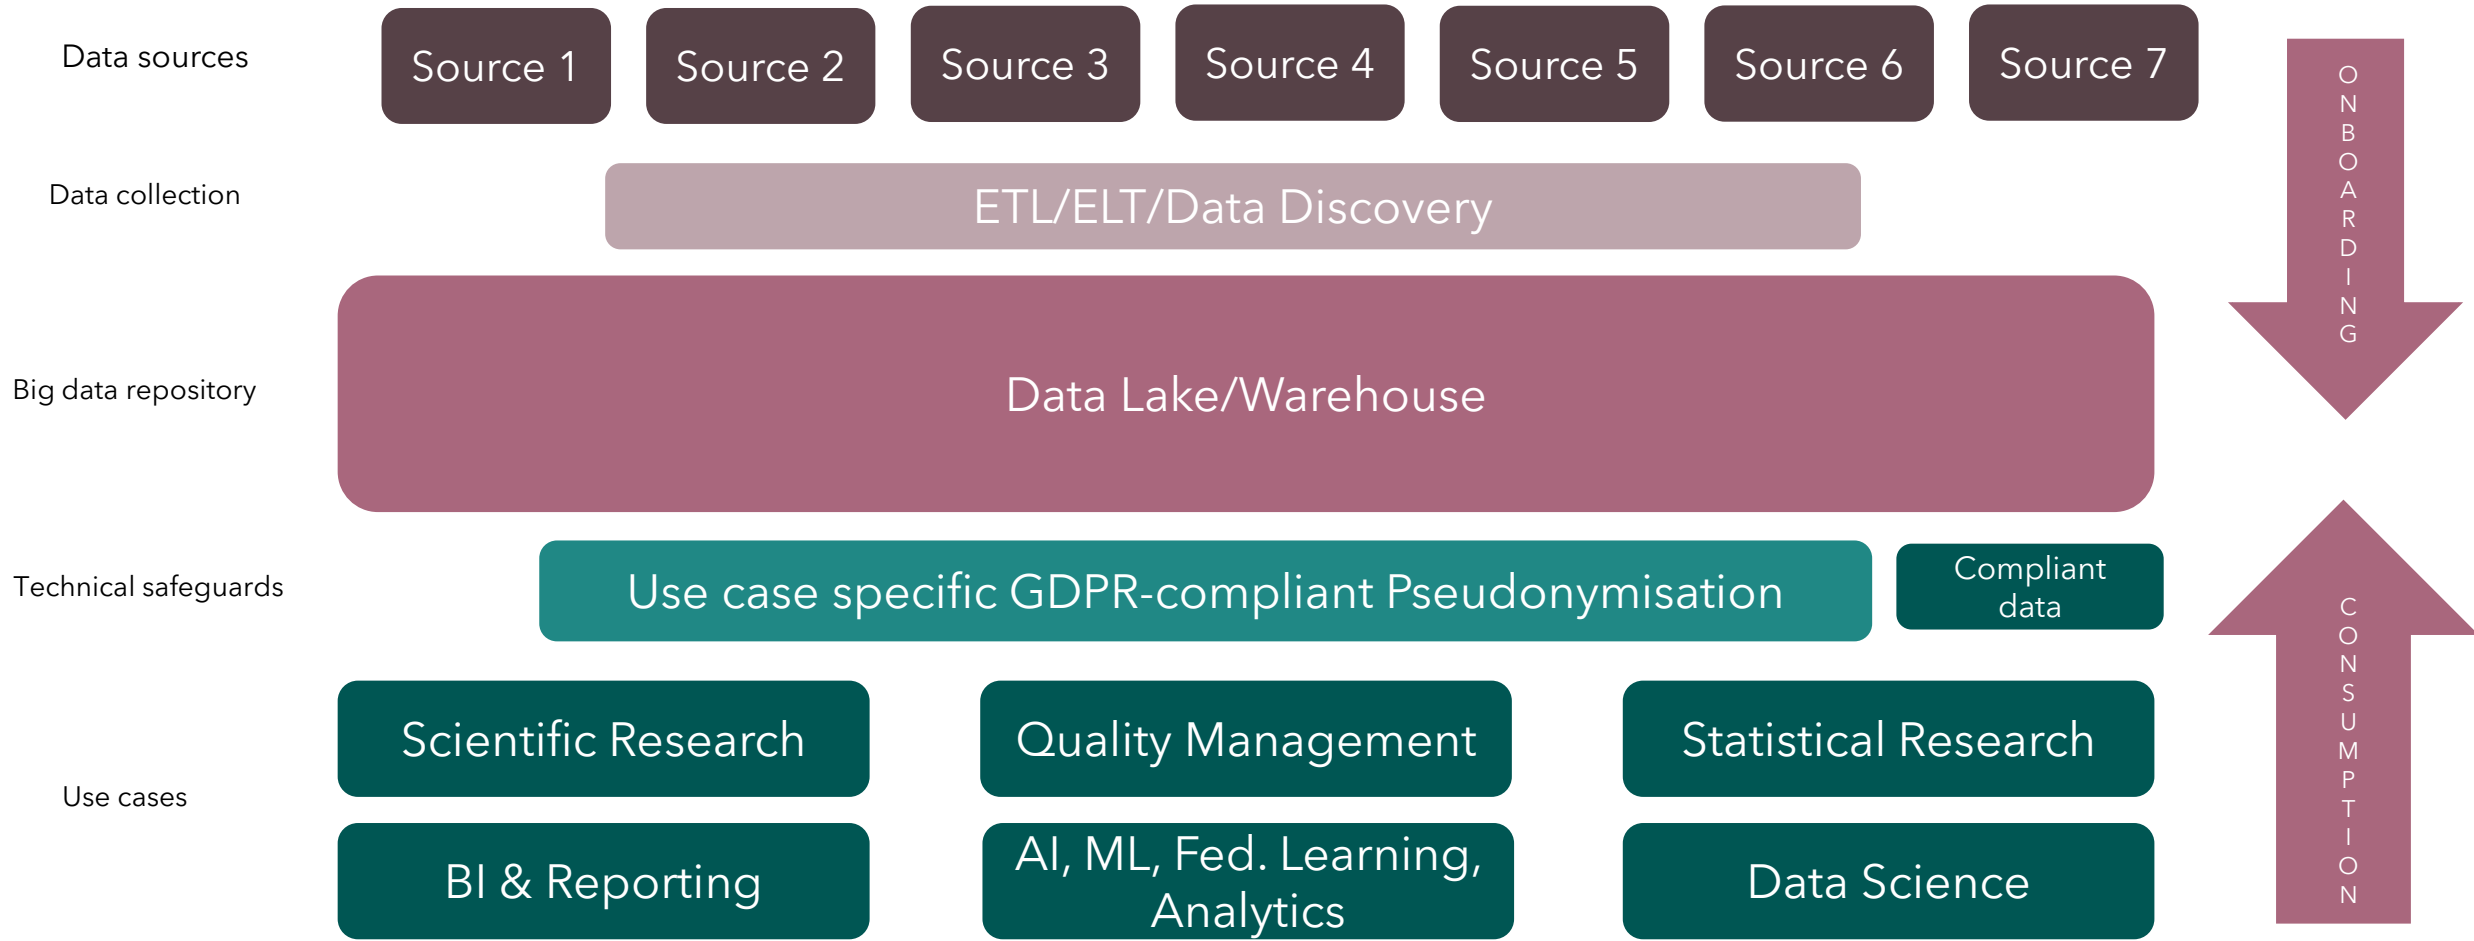 Data sources
Source 1
Source 2
Source 3
Source 4
Source 5
Source 6
Source 7
ONBOARDING
Data collection
ETL/ELT/Data Discovery
Big data repository
Data Lake/Warehouse
Technical safeguards
Use case specific GDPR-compliant Pseudonymisation
Compliant
data
CONSUMPTION
Use cases
Scientific Research
Quality Management
Statistical Research
BI & Reporting
AI, ML, Fed. Learning,
Analytics
Data Science